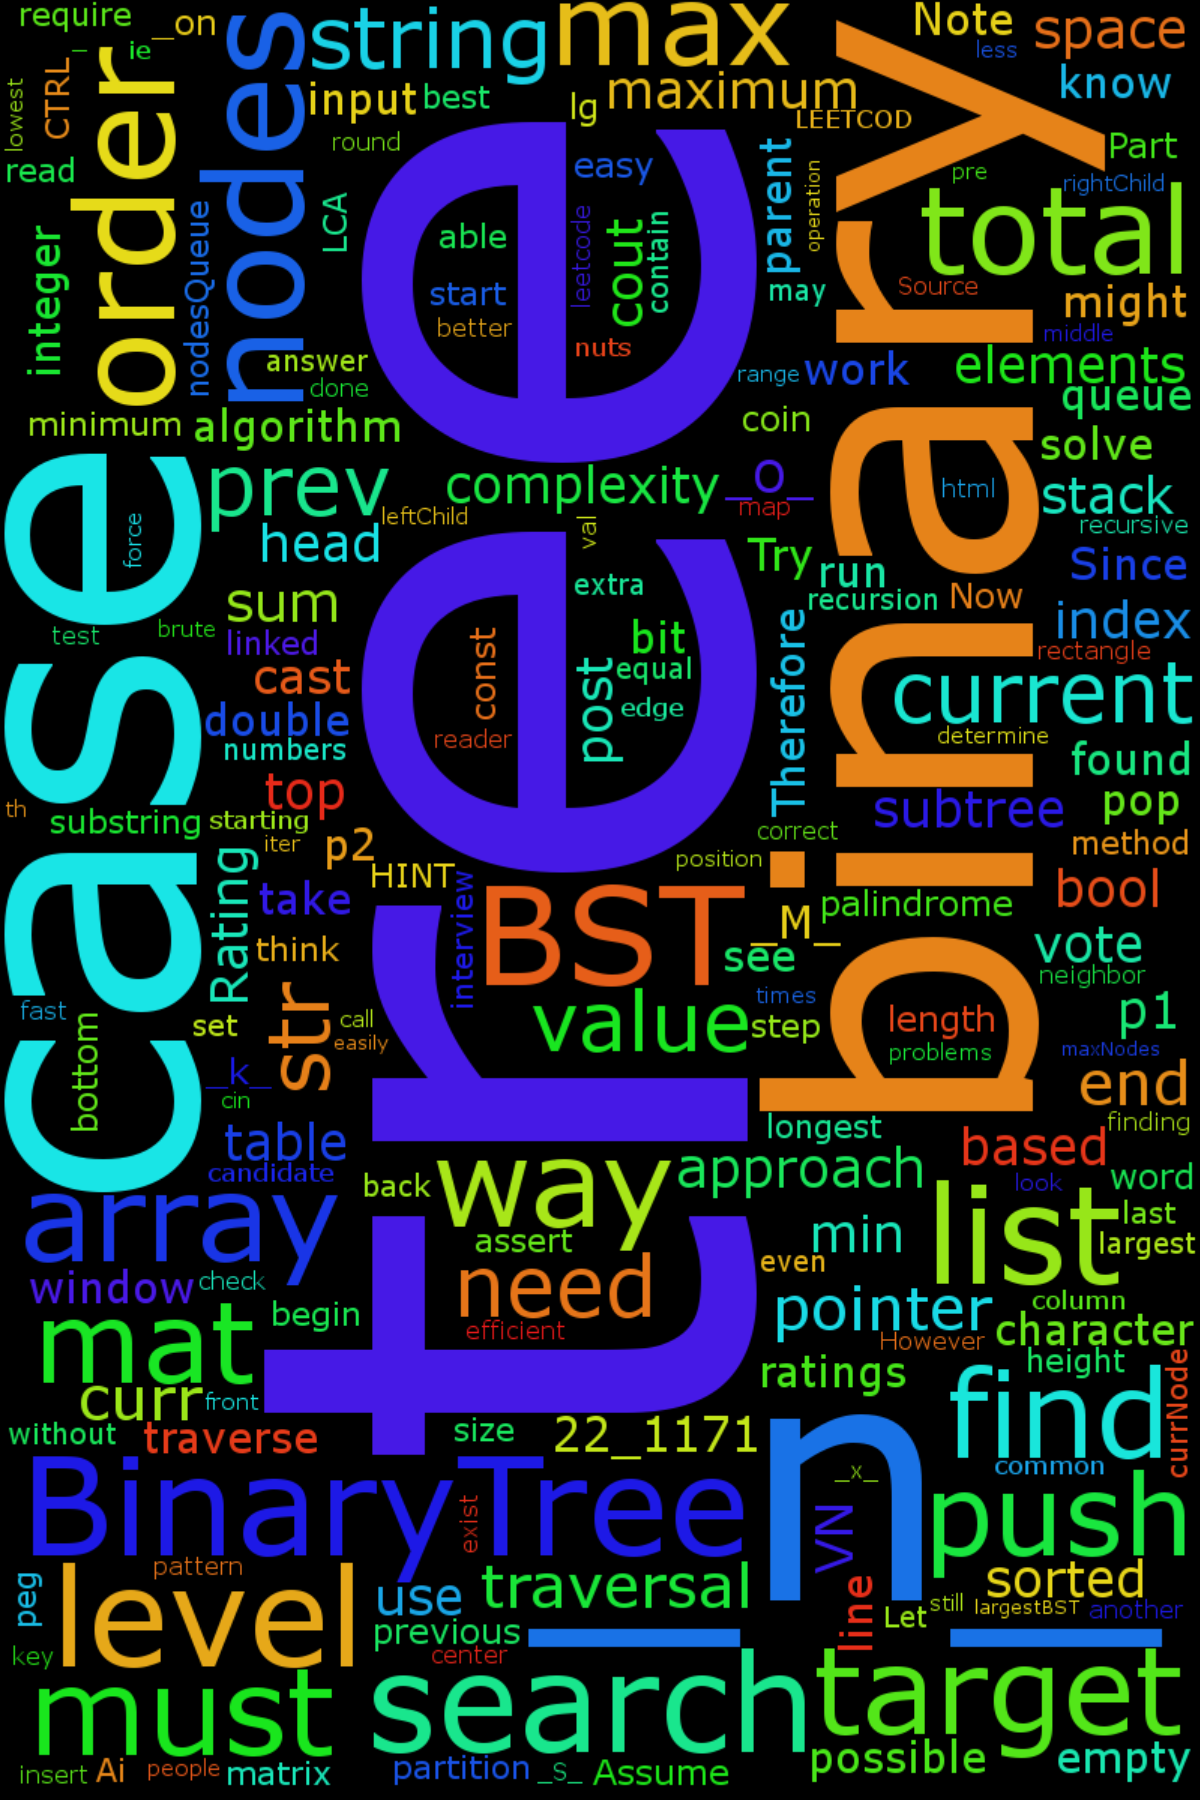 require
_on
ie
_
CTRL_
lowest
read
order
nodes
string
max
Note
space
less
know
input
best
lg
maximum
LEETCOD
round
easy
parent
operation
pre
Part
rightChild
integer
nodesQueue
LCA
able
start
better
leetcode
cout
contain
nuts
may
total
Source
might
middle
answer
done
range
work
elements
queue
minimum
algorithm
coin
solve
tree
binary
case
force
prev
leftChild
head
complexity
_o_
map
val
html
stack
recursive
Try
run
Since
extra
recursion
Now
index
test
brute
sum
linked
const
bit
equal
post
edge
reader
Therefore
rectangle
cast
double
numbers
current
determine
found
top
th
substring
starting
iter
p2
subtree
pop
correct
method
position
HINT
interview
BST
_M_
palindrome
bool
Rating
take
think
see
vote
neighbor
fast
bottom
set
str
call
easily
value
times
step
length
problems
p1
maxNodes
_k_
cin
end
finding
table
candidate
longest
based
array
back
way
approach
look
word
assert
min
list
last
largest
window
check
begin
need
efficient
even
pointer
However
column
character
mat
curr
front
ratings
height
currNode
find
without
traverse
size
22_1171
n
_x_
VN
common
BinaryTree
exist
push
pattern
peg
level
use
traversal
line
sorted
Let
still
largestBST
another
key
previous
center
_
_
must
search
target
insert
Ai
people
matrix
partition
_S_
Assume
possible
empty